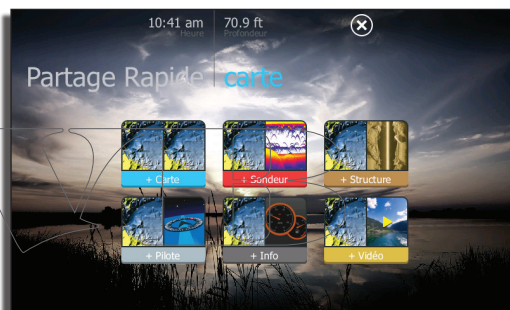 10:41 am 70.9 ft
Heure Profondeur
Partage Rapide carte
+ Carte + Sondeur + Structure
+ Pilote + Info + Vidéo